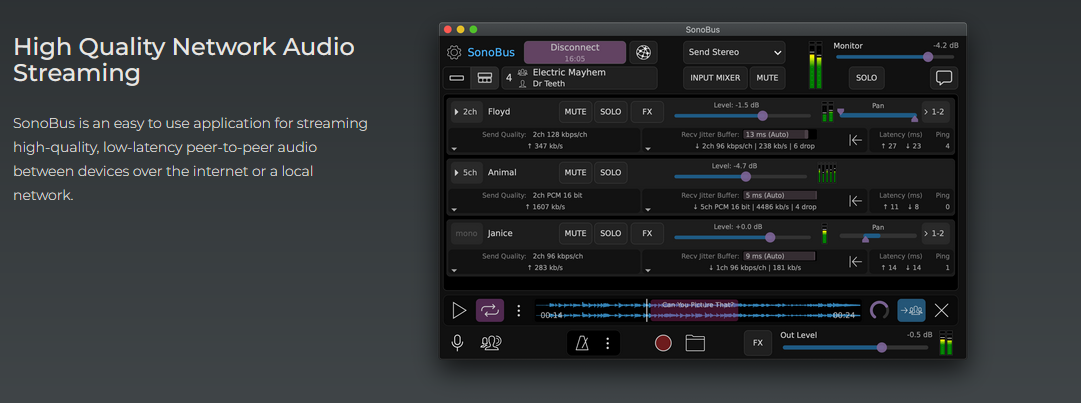 High Quality Network Audio
Streaming
SonoBus is an easy to use application for streaming
high-quality, low-latency peer-to-peer audio
between devices over the internet or a local
network.
SonoBus
SonoBus
Disconnect
16:05
Send Stereo
Monitor
-4.2 dB
4
Electric Mayhem
Dr Teeth
INPUT MIXER
MUTE
SOLO
2ch
Floyd
MUTE
SOLO
FX
Level: -1.5 dB
Pan
1-2
Send Quality:
2ch 128 kbps/ch
↑ 347 kb/s
Recv Jitter Buffer:
13 ms (Auto)
↓ 2ch 96 kbps/ch | 238 kb/s | 6 drop
Latency (ms)
↑ 27 ↓ 23
Ping
4
5ch
Animal
MUTE
SOLO
Level: -4.7 dB
Send Quality:
2ch PCM 16 bit
↑ 1607 kb/s
Recv Jitter Buffer:
5 ms (Auto)
↓ 5ch PCM 16 bit | 4486 kb/s | 4 drop
Latency (ms)
↑ 11 ↓ 8
Ping
0
mono
Janice
MUTE
SOLO
FX
Level: +0.0 dB
Pan
1-2
Send Quality:
2ch 96 kbps/ch
↑ 283 kb/s
Recv Jitter Buffer:
9 ms (Auto)
↓ 1ch 96 kbps/ch | 181 kb/s
Latency (ms)
↑ 14 ↓ 14
Ping
1
Can You Picture That?
00:14
00:24
FX
Out Level
-0.5 dB